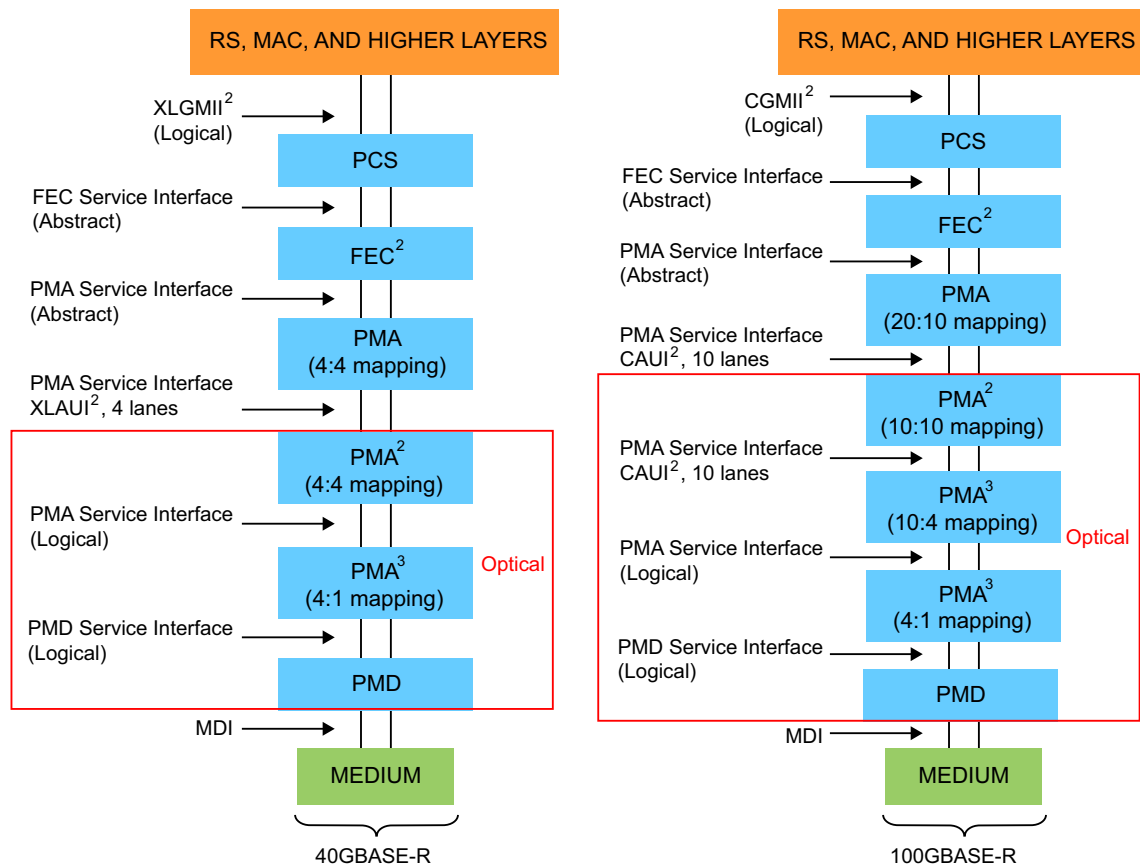 RS, MAC, AND HIGHER LAYERS
XLGMII²
(Logical)
PCS
FEC Service Interface
(Abstract)
FEC²
PMA Service Interface
(Abstract)
PMA
(4:4 mapping)
PMA Service Interface
XLAUI², 4 lanes
PMA²
(4:4 mapping)
PMA Service Interface
(Logical)
Optical
PMA³
(4:1 mapping)
PMD Service Interface
(Logical)
PMD
MDI
MEDIUM
40GBASE-R
RS, MAC, AND HIGHER LAYERS
CGMII²
(Logical)
PCS
FEC Service Interface
(Abstract)
FEC²
PMA Service Interface
(Abstract)
PMA
(20:10 mapping)
PMA Service Interface
CAUI², 10 lanes
PMA²
(10:10 mapping)
PMA Service Interface
CAUI², 10 lanes
PMA³
(10:4 mapping)
Optical
PMA Service Interface
(Logical)
PMA³
(4:1 mapping)
PMD Service Interface
(Logical)
PMD
MDI
MEDIUM
100GBASE-R